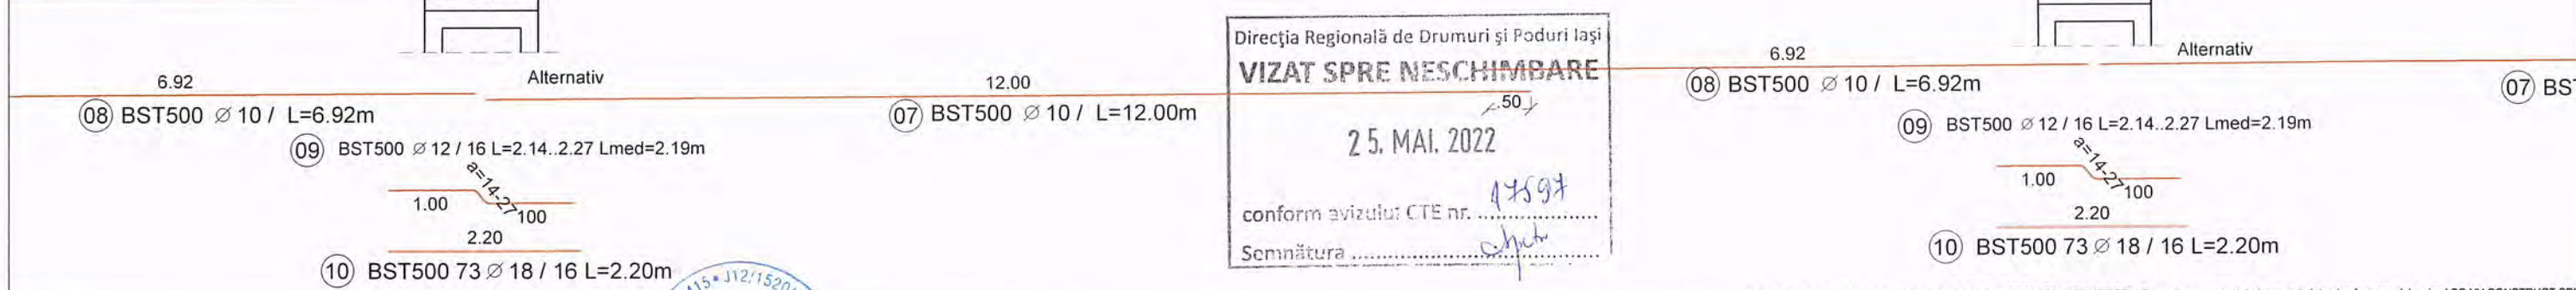 6.92
Alternativ
08 BST500 ⌀ 10 / L=6.92m
12.00
07 BST500 ⌀ 10 / L=12.00m
09 BST500 ⌀ 12 / 16 L=2.14..2.27 Lmed=2.19m
a=14-27
1.00
100
2.20
10 BST500 73 ⌀ 18 / 16 L=2.20m
Direcția Regională de Drumuri și Poduri Iași
VIZAT SPRE NESCHIMBARE
.50
25. MAI. 2022
17597
conform avizului CTE nr. ....................
Semnătura ........................................
6.92
Alternativ
08 BST500 ⌀ 10 / L=6.92m
07 BST
09 BST500 ⌀ 12 / 16 L=2.14..2.27 Lmed=2.19m
a=14-27
1.00
100
2.20
10 BST500 73 ⌀ 18 / 16 L=2.20m